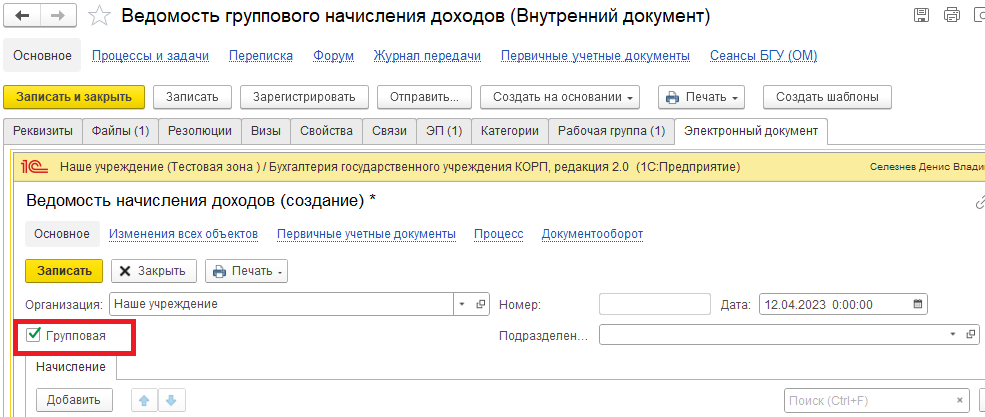 Ведомость группового начисления доходов (Внутренний документ)
Основное Процессы и задачи Переписка Форум Журнал передачи Первичные учетные документы Сеансы БГУ (ОМ)
Записать и закрыть Записать Зарегистрировать Отправить... Создать на основании Печать Создать шаблоны
Реквизиты Файлы (1) Резолюции Визы Свойства Связи ЭП (1) Категории Рабочая группа (1) Электронный документ
1С Наше учреждение (Тестовая зона ) / Бухгалтерия государственного учреждения КОРП, редакция 2.0 (1С:Предприятие) Селезнев Денис Влади
Ведомость начисления доходов (создание) *
Основное Изменения всех объектов Первичные учетные документы Процесс Документооборот
Записать Закрыть Печать
Организация: Наше учреждение Номер: Дата: 12.04.2023 0:00:00
Групповая Подразделен...
Начисление
Добавить Поиск (Ctrl+F) ×